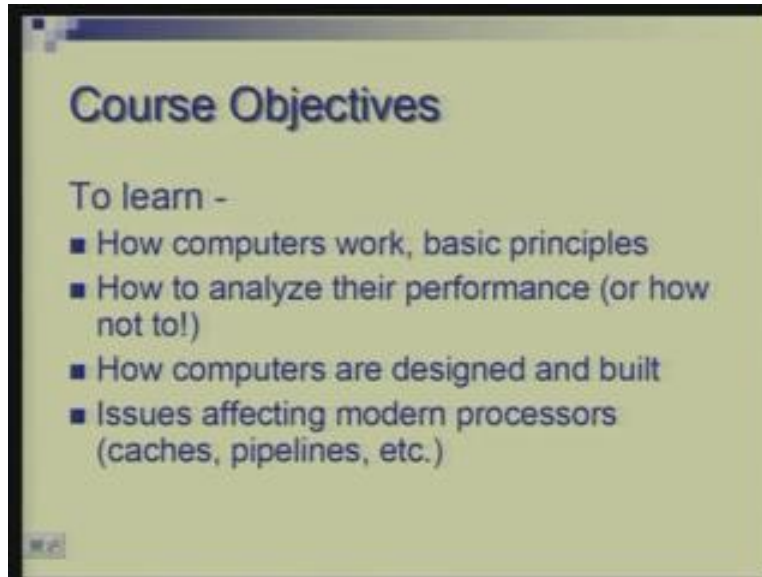 Course Objectives
To learn -
How computers work, basic principles
How to analyze their performance (or how
not to!)
How computers are designed and built
Issues affecting modern processors
(caches, pipelines, etc.)